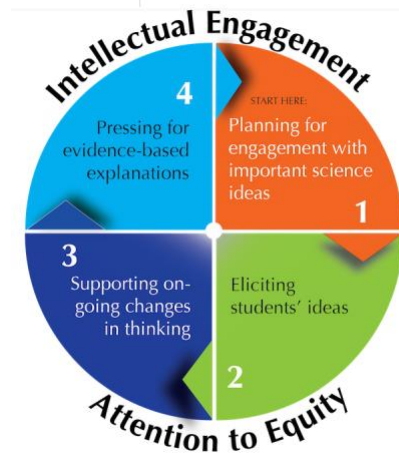 Intellectual Engagement
START HERE:
Planning for
engagement with
important science
ideas
1
Eliciting
students' ideas
2
3
Supporting on-
going changes
in thinking
4
Pressing for
evidence-based
explanations
Attention to Equity